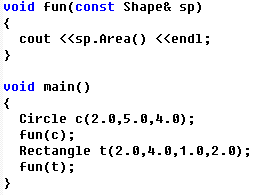 void fun(const Shape& sp)
{
  cout <<sp.Area() <<endl;
}
void main()
{
  Circle c(2.0,5.0,4.0);
  fun(c);
  Rectangle t(2.0,4.0,1.0,2.0);
  fun(t);
}